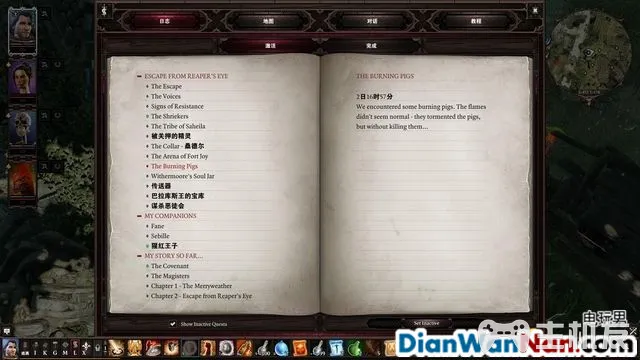 日志
地图
对话
教程
激活
完成
ESCAPE FROM REAPER'S EYE
The Escape
The Voices
Signs of Resistance
The Shriekers
The Tribe of Saheila
被关押的精灵
The Collar - 桑德尔
The Arena of Fort Joy
The Burning Pigs
Withermoore's Soul Jar
传送器
巴拉库斯王的宝库
谋杀恶徒会
MY COMPANIONS
Fane
Sebille
猩红王子
MY STORY SO FAR...
The Covenant
The Magisters
Chapter 1 - The Merryweather
Chapter 2 - Escape from Reaper's Eye
Show Inactive Quests
THE BURNING PIGS
2日16时57分
We encountered some burning pigs. The flames
didn't seem normal - they tormented the pigs,
but without killing them...
Set Inactive
I K G M L X
电玩男
DianWanNan.com